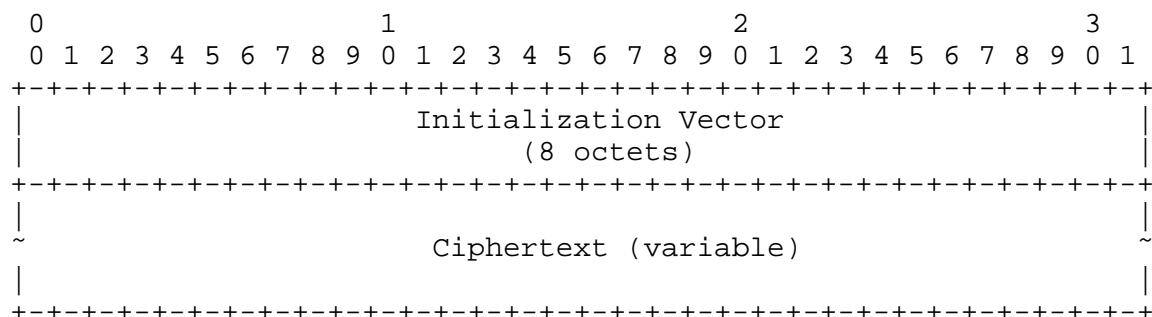 0                   1                   2                   3
 0 1 2 3 4 5 6 7 8 9 0 1 2 3 4 5 6 7 8 9 0 1 2 3 4 5 6 7 8 9 0 1
+-+-+-+-+-+-+-+-+-+-+-+-+-+-+-+-+-+-+-+-+-+-+-+-+-+-+-+-+-+-+-+-+
|                     Initialization Vector                     |
|                           (8 octets)                          |
+-+-+-+-+-+-+-+-+-+-+-+-+-+-+-+-+-+-+-+-+-+-+-+-+-+-+-+-+-+-+-+-+
|                                                               |
~                      Ciphertext (variable)                    ~
|                                                               |
+-+-+-+-+-+-+-+-+-+-+-+-+-+-+-+-+-+-+-+-+-+-+-+-+-+-+-+-+-+-+-+-+